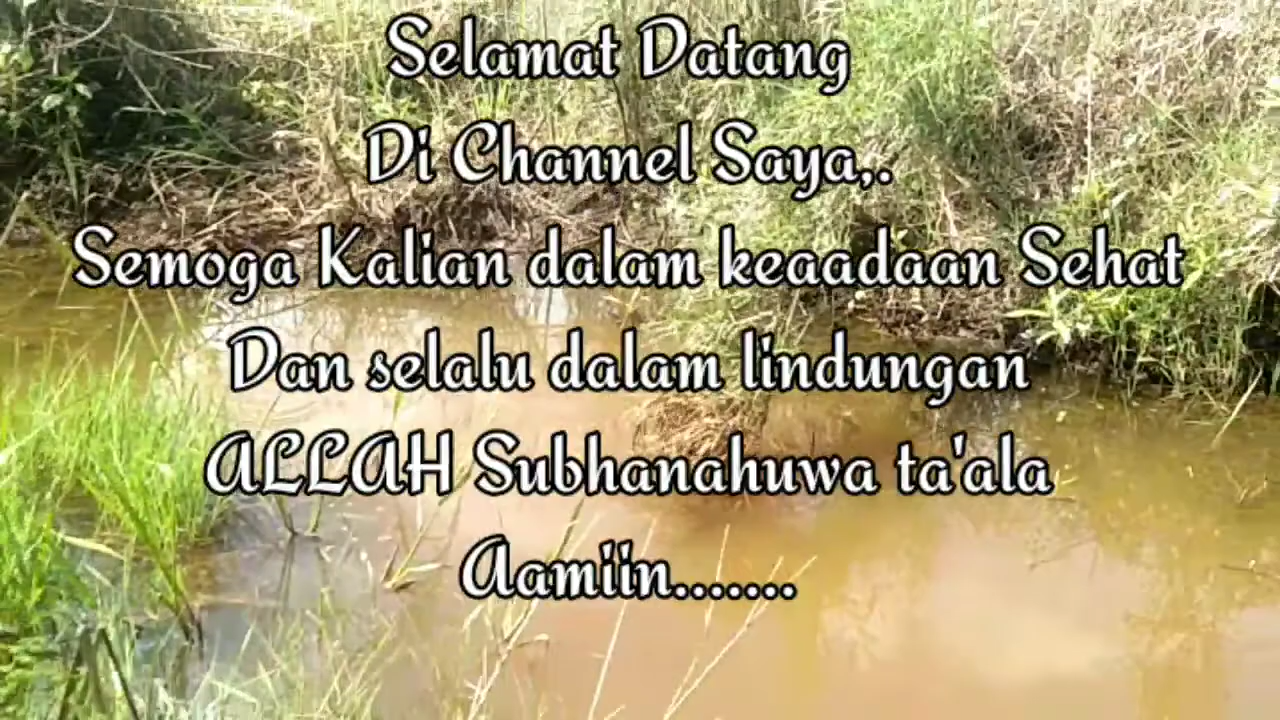 Selamat Datang
Di Channel Saya,.
Semoga Kalian dalam keaadaan Sehat
Dan selalu dalam lindungan
ALLAH Subhanahuwa ta'ala
Aamiin.......